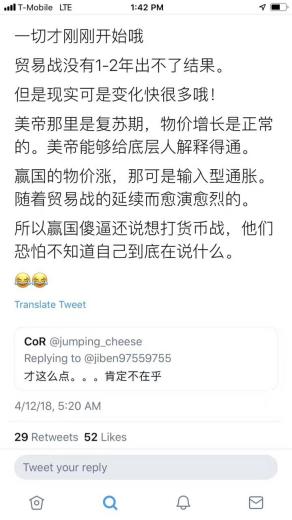 T-Mobile LTE 1:42 PM
一切才刚刚开始哦
贸易战没有1-2年出不了结果。
但是现实可是变化快很多哦！
美帝那里是复苏期，物价增长是正常
的。美帝能够给底层人解释得通。
赢国的物价涨，那可是输入型通胀。
随着贸易战的延续而愈演愈烈的。
所以赢国傻逼还说想打货币战，他们
恐怕不知道自己到底在说什么。
😂😂
Translate Tweet
CoR @jumping_cheese
Replying to @jiben97559755
才这么点。。。肯定不在乎
4/12/18, 5:20 AM
29 Retweets 52 Likes
Tweet your reply